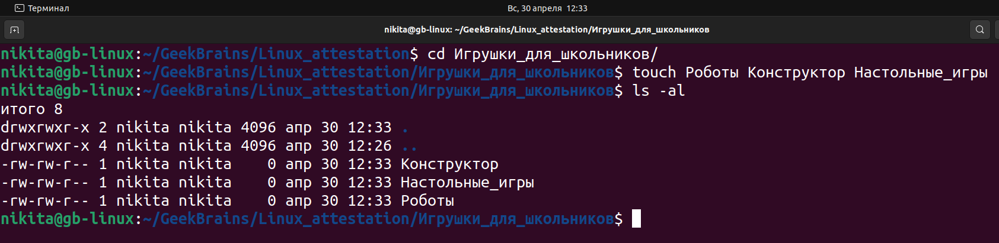 Терминал
Вс, 30 апреля 12:33
nikita@gb-linux: ~/GeekBrains/Linux_attestation/Игрушки_для_школьников
nikita@gb-linux:~/GeekBrains/Linux_attestation$ cd Игрушки_для_школьников/
nikita@gb-linux:~/GeekBrains/Linux_attestation/Игрушки_для_школьников$ touch Роботы Конструктор Настольные_игры
nikita@gb-linux:~/GeekBrains/Linux_attestation/Игрушки_для_школьников$ ls -al
итого 8
drwxrwxr-x 2 nikita nikita 4096 апр 30 12:33 .
drwxrwxr-x 4 nikita nikita 4096 апр 30 12:26 ..
-rw-rw-r-- 1 nikita nikita    0 апр 30 12:33 Конструктор
-rw-rw-r-- 1 nikita nikita    0 апр 30 12:33 Настольные_игры
-rw-rw-r-- 1 nikita nikita    0 апр 30 12:33 Роботы
nikita@gb-linux:~/GeekBrains/Linux_attestation/Игрушки_для_школьников$